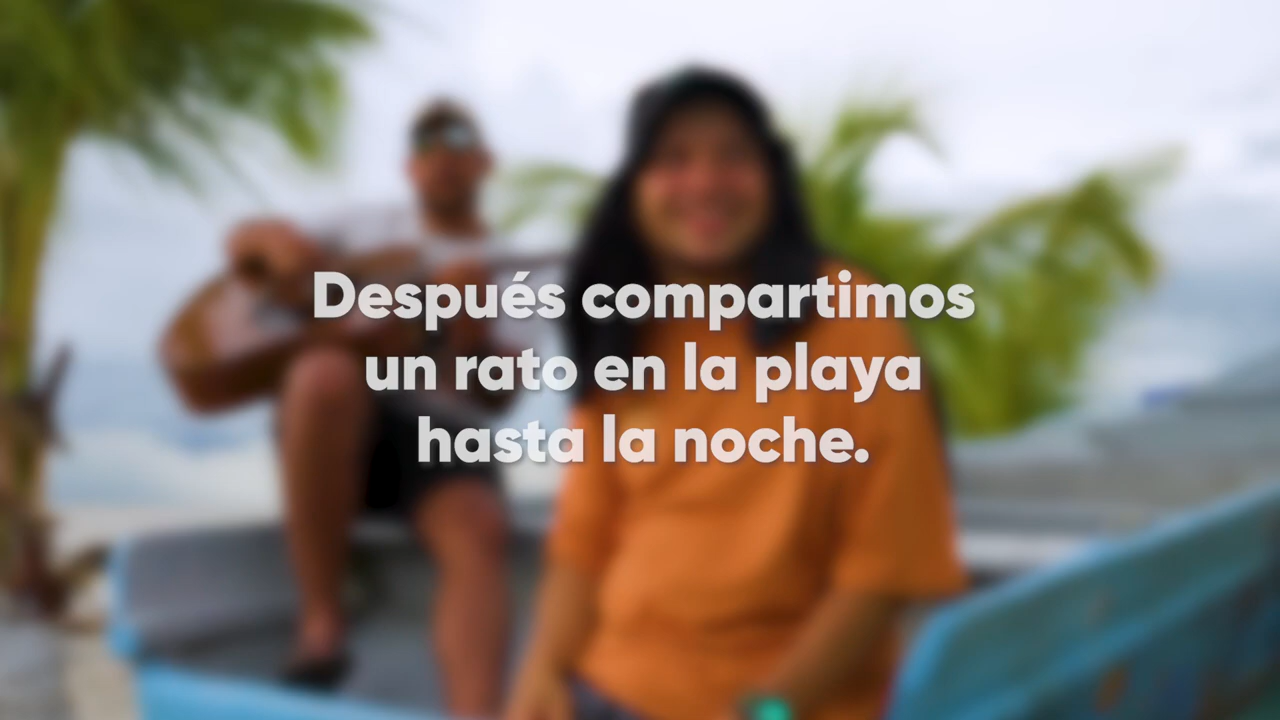 Después compartimos
un rato en la playa
hasta la noche.